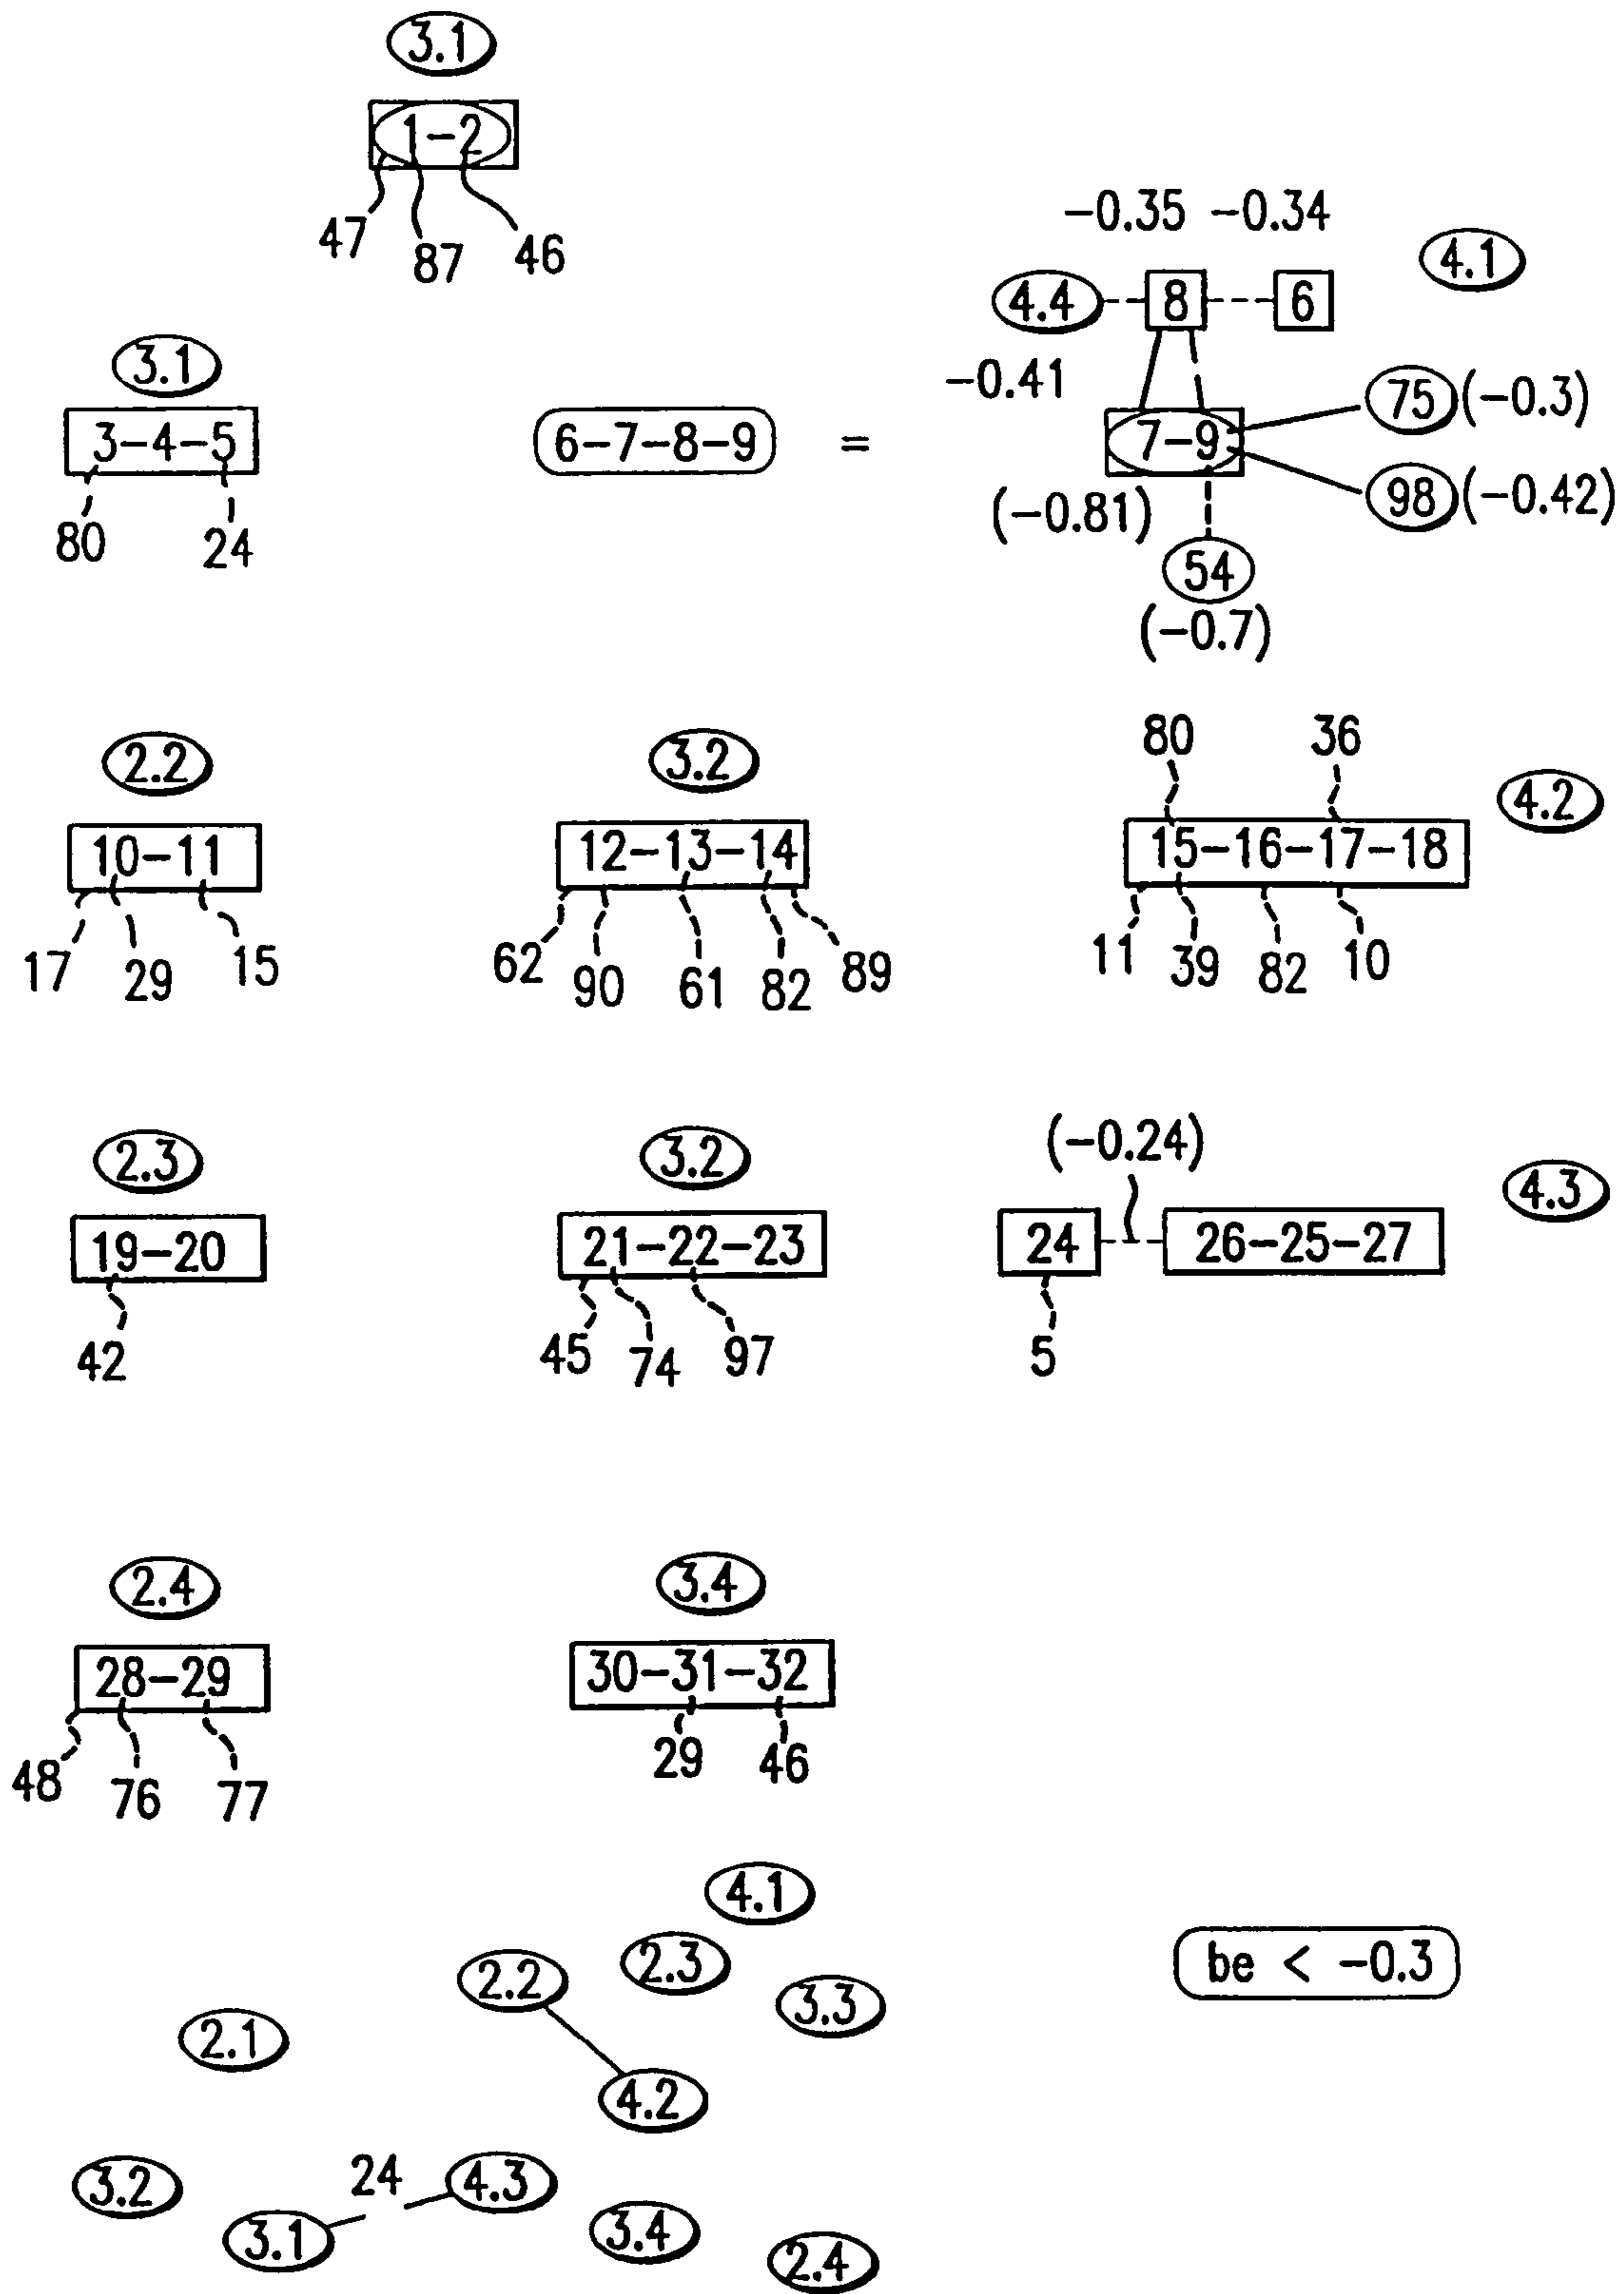 3.1
1-2
47 87 46
-0.35 -0.34
4.1
4.4 8 6
3.1
-0.41
75 (-0.3)
3-4-5 6-7-8-9 = 7-9
98 (-0.42)
(-0.81)
80 24
54
(-0.7)
80 36
2.2 3.2 4.2
10-11 12-13-14 15-16-17-18
17 29 15 62 90 61 82 89 11 39 82 10
(-0.24)
2.3 3.2 4.3
19-20 21-22-23 24 26-25-27
42 45 74 97 5
2.4 3.4
28-29 30-31-32
48 76 77 29 46
4.1
2.2 2.3 be < -0.3
3.3
2.1
4.2
3.2 24 4.3
3.1 3.4 2.4